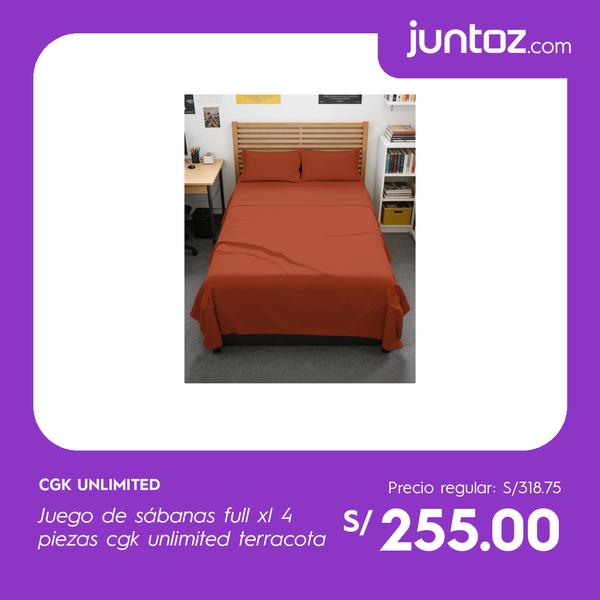 juntoz.com
CGK UNLIMITED
Juego de sábanas full xl 4
piezas cgk unlimited terracota
Precio regular: S/318.75
S/ 255.00